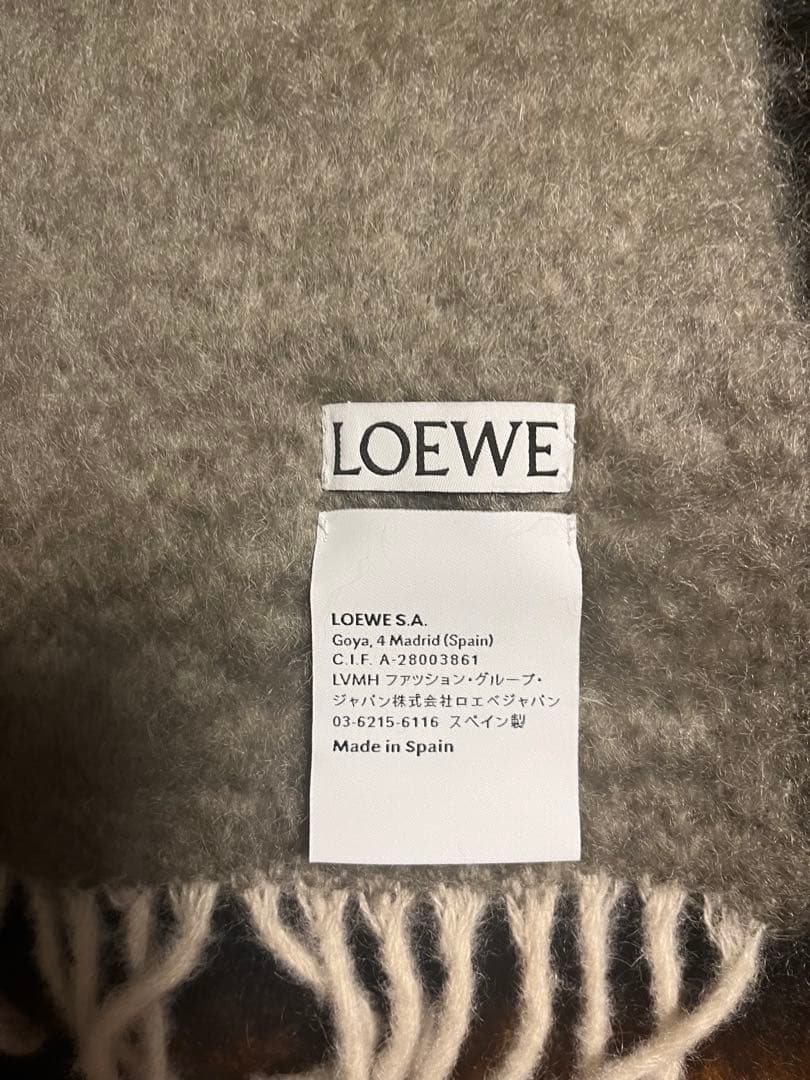 LOEWE
LOEWE S.A.
Goya, 4 Madrid (Spain)
C.I.F. A-28003861
LVMH ファッション・グループ・
ジャパン株式会社ロエベジャパン
03-6215-6116 スペイン製
Made in Spain